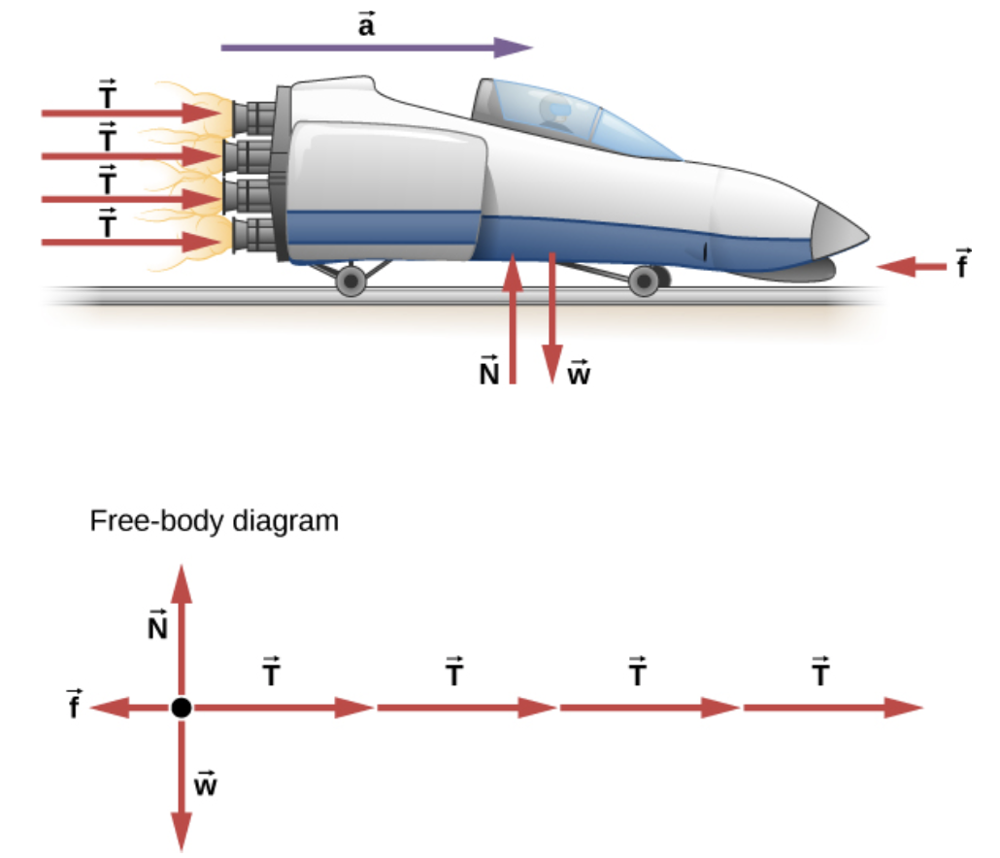 a⃗
T⃗
T⃗
T⃗
T⃗
f⃗
N⃗ w⃗
Free-body diagram
N⃗
T⃗ T⃗ T⃗ T⃗
f⃗
w⃗